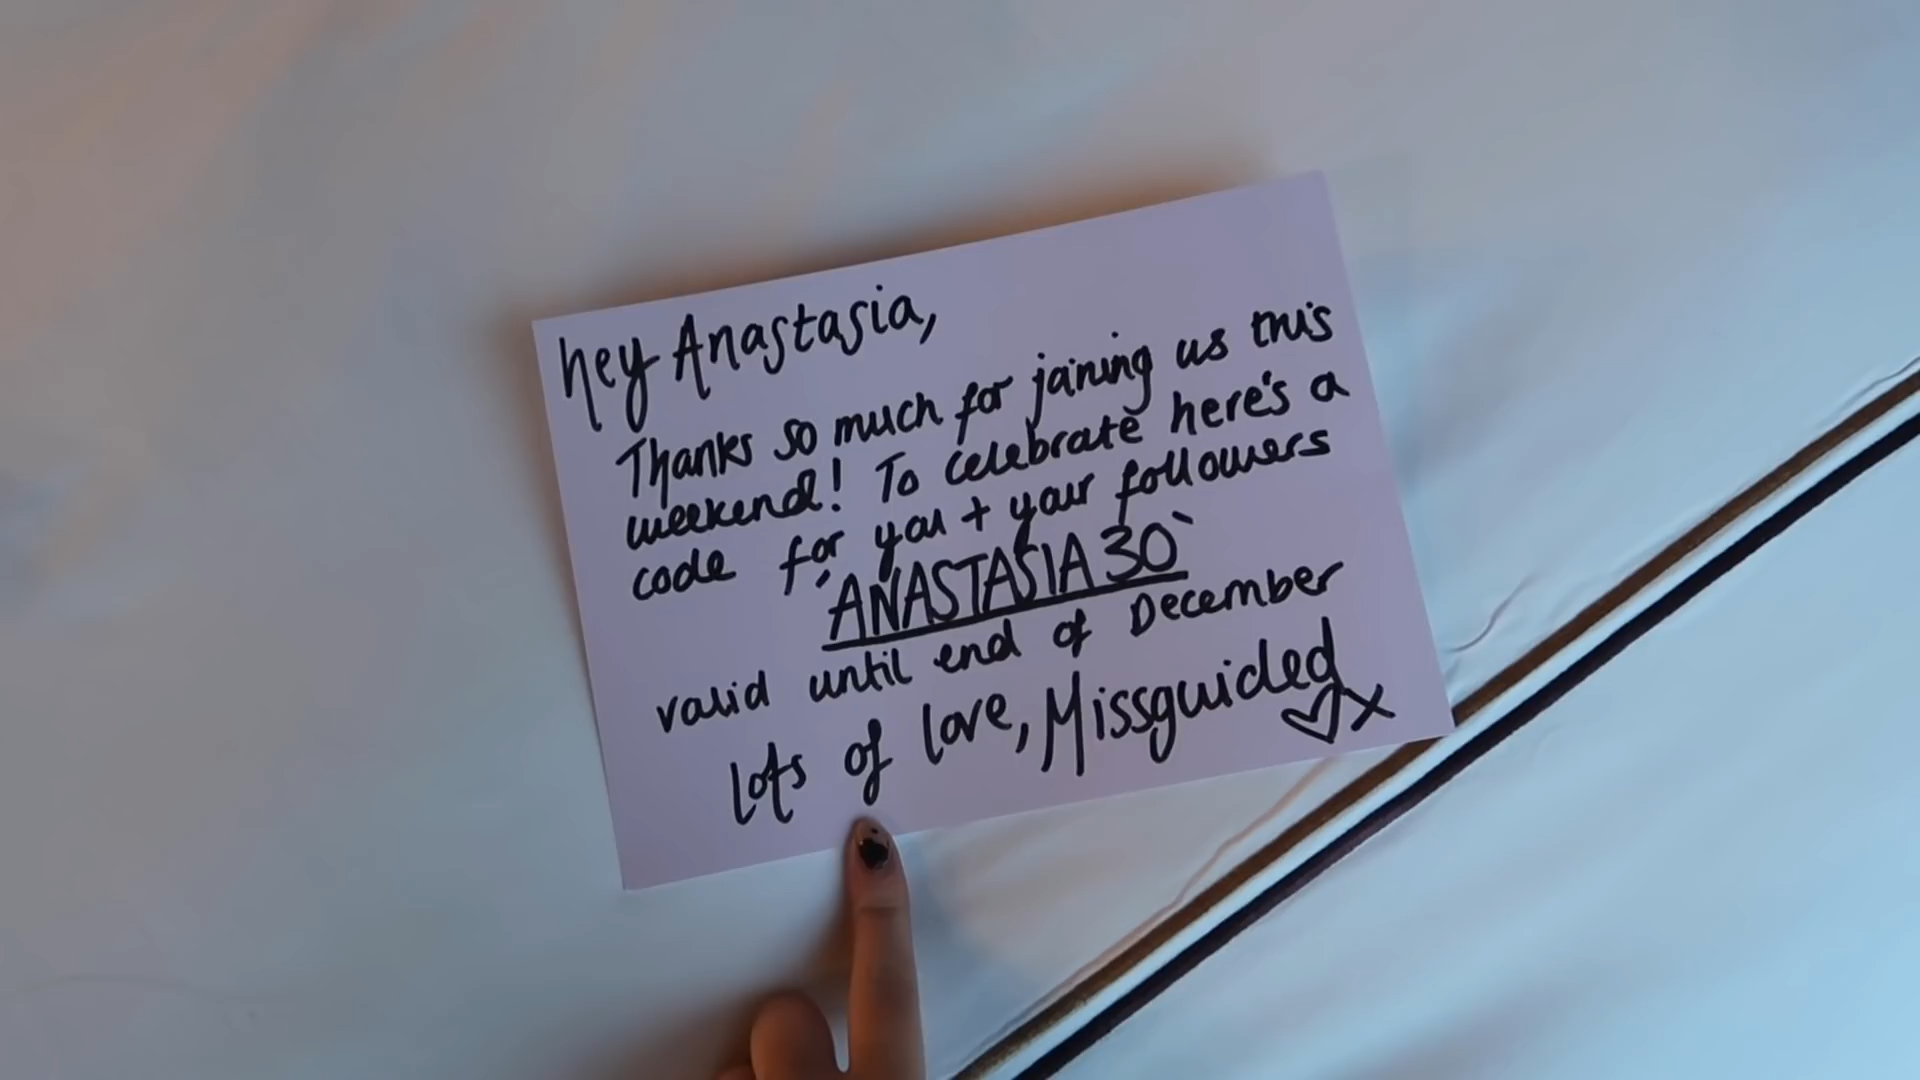 hey Anastasia,
Thanks so much for joining us this
weekend! To celebrate here's a
code for you + your followers
'ANASTASIA30`
valid until end of December
lots of love, Missguided
♡x